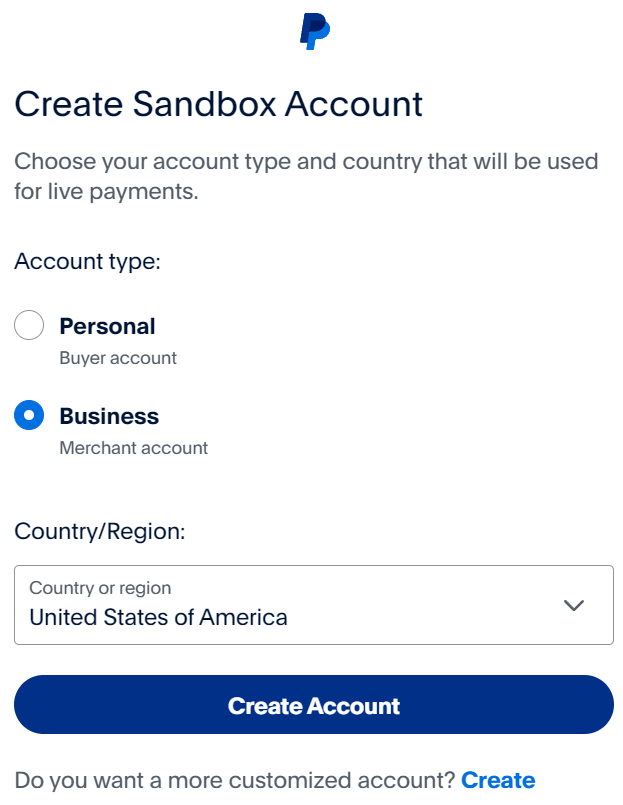 Create Sandbox Account
Choose your account type and country that will be used
for live payments.
Account type:
Personal
Buyer account
Business
Merchant account
Country/Region:
Country or region
United States of America
Create Account
Do you want a more customized account? Create